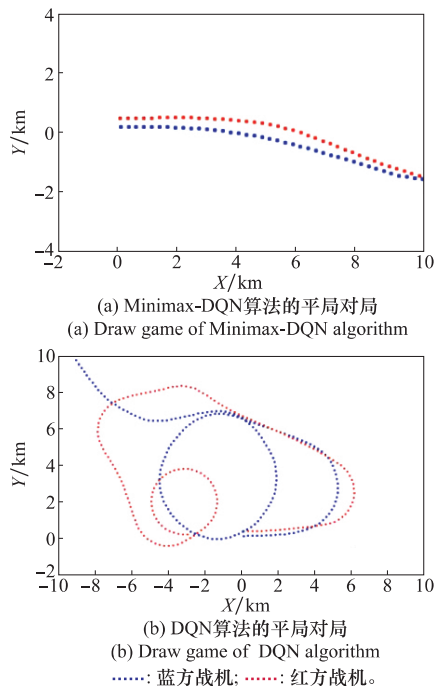 4
2
0
-2
-4
Y/km
-2 0 2 4 6 8 10
X/km
(a) Minimax-DQN算法的平局对局
(a) Draw game of Minimax-DQN algorithm
10
8
6
4
2
0
-2
Y/km
-10 -8 -6 -4 -2 0 2 4 6 8 10
X/km
(b) DQN算法的平局对局
(b) Draw game of DQN algorithm
: 蓝方战机; : 红方战机。